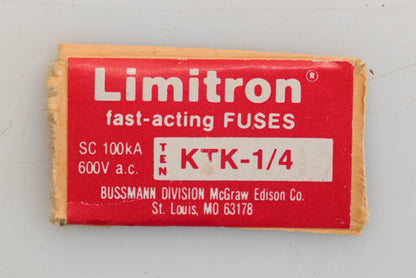 Limitron®
fast-acting FUSES
SC 100kA
600V a.c.
TEN
KTK-1/4
BUSSMANN DIVISION McGraw Edison Co.
St. Louis, MO 63178